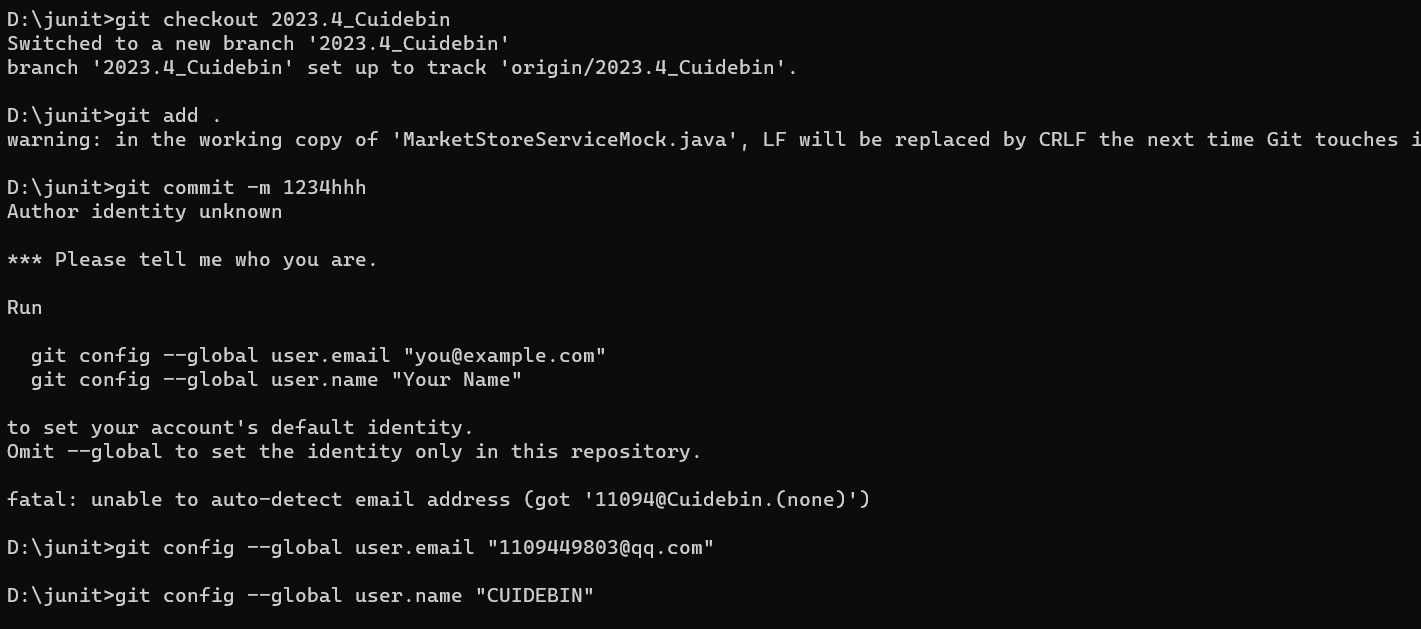 D:\junit>git checkout 2023.4_Cuidebin
Switched to a new branch '2023.4_Cuidebin'
branch '2023.4_Cuidebin' set up to track 'origin/2023.4_Cuidebin'.
D:\junit>git add .
warning: in the working copy of 'MarketStoreServiceMock.java', LF will be replaced by CRLF the next time Git touches i
D:\junit>git commit -m 1234hhh
Author identity unknown
*** Please tell me who you are.
Run
git config --global user.email "you@example.com"
git config --global user.name "Your Name"
to set your account's default identity.
Omit --global to set the identity only in this repository.
fatal: unable to auto-detect email address (got '11094@Cuidebin.(none)')
D:\junit>git config --global user.email "1109449803@qq.com"
D:\junit>git config --global user.name "CUIDEBIN"